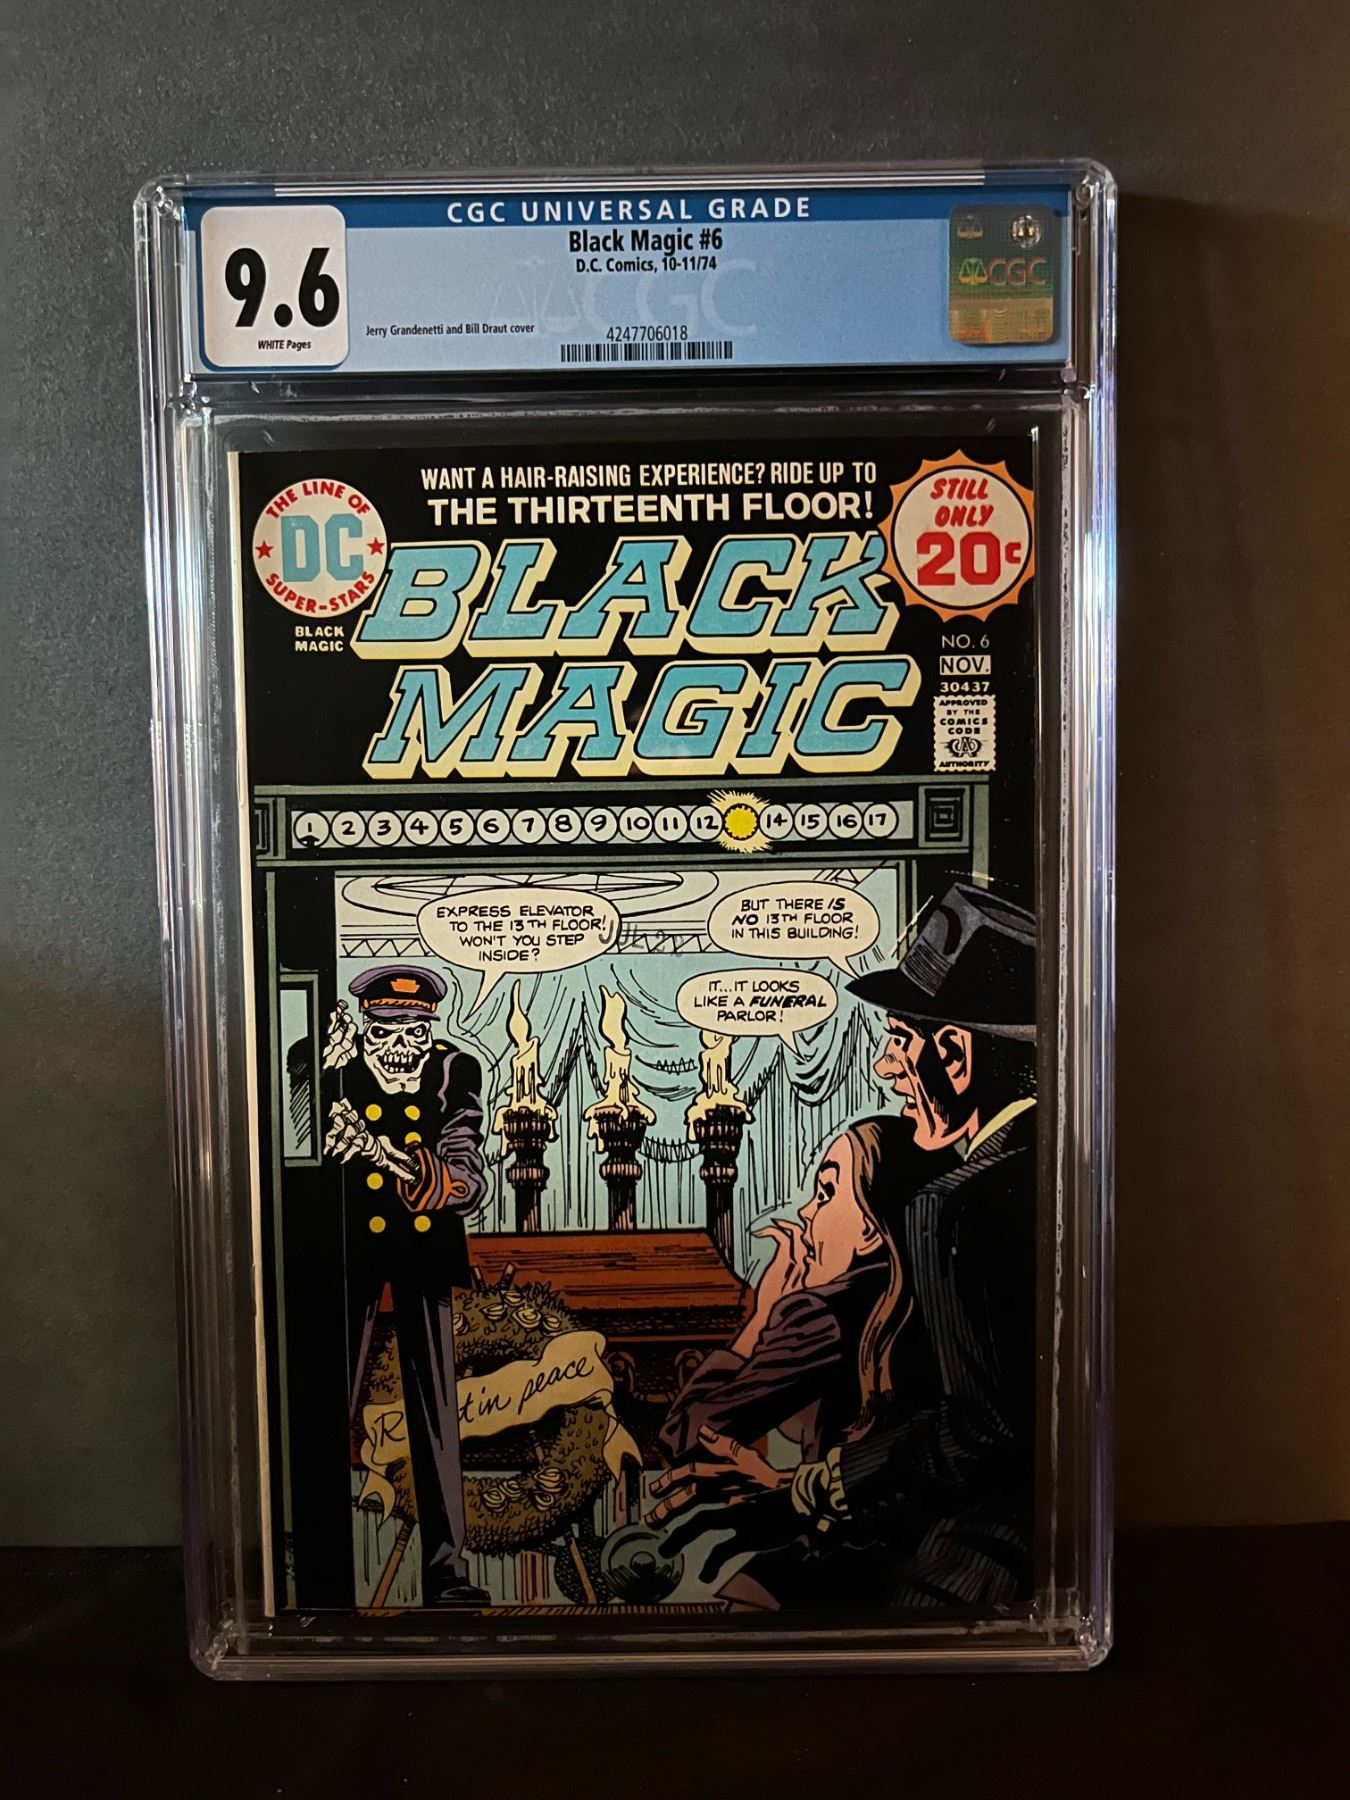 CGC UNIVERSAL GRADE
9.6
WHITE Pages
Black Magic #6
D.C. Comics, 10-11/74
CGC
Jerry Grandenetti and Bill Draut cover
4247706018
CGC
WANT A HAIR-RAISING EXPERIENCE? RIDE UP TO
THE THIRTEENTH FLOOR!
THE LINE OF
DC
SUPER-STARS
BLACK
MAGIC
STILL
ONLY
20¢
BLACK
MAGIC
NO. 6
NOV.
30437
APPROVED
BY THE
COMICS
CODE
AUTHORITY
1 2 3 4 5 6 7 8 9 10 11 12 14 15 16 17
EXPRESS ELEVATOR
TO THE 13TH FLOOR!
WON'T YOU STEP
INSIDE?
JUL 2
BUT THERE IS
NO 13TH FLOOR
IN THIS BUILDING!
IT...IT LOOKS
LIKE A FUNERAL
PARLOR!
R t in peace